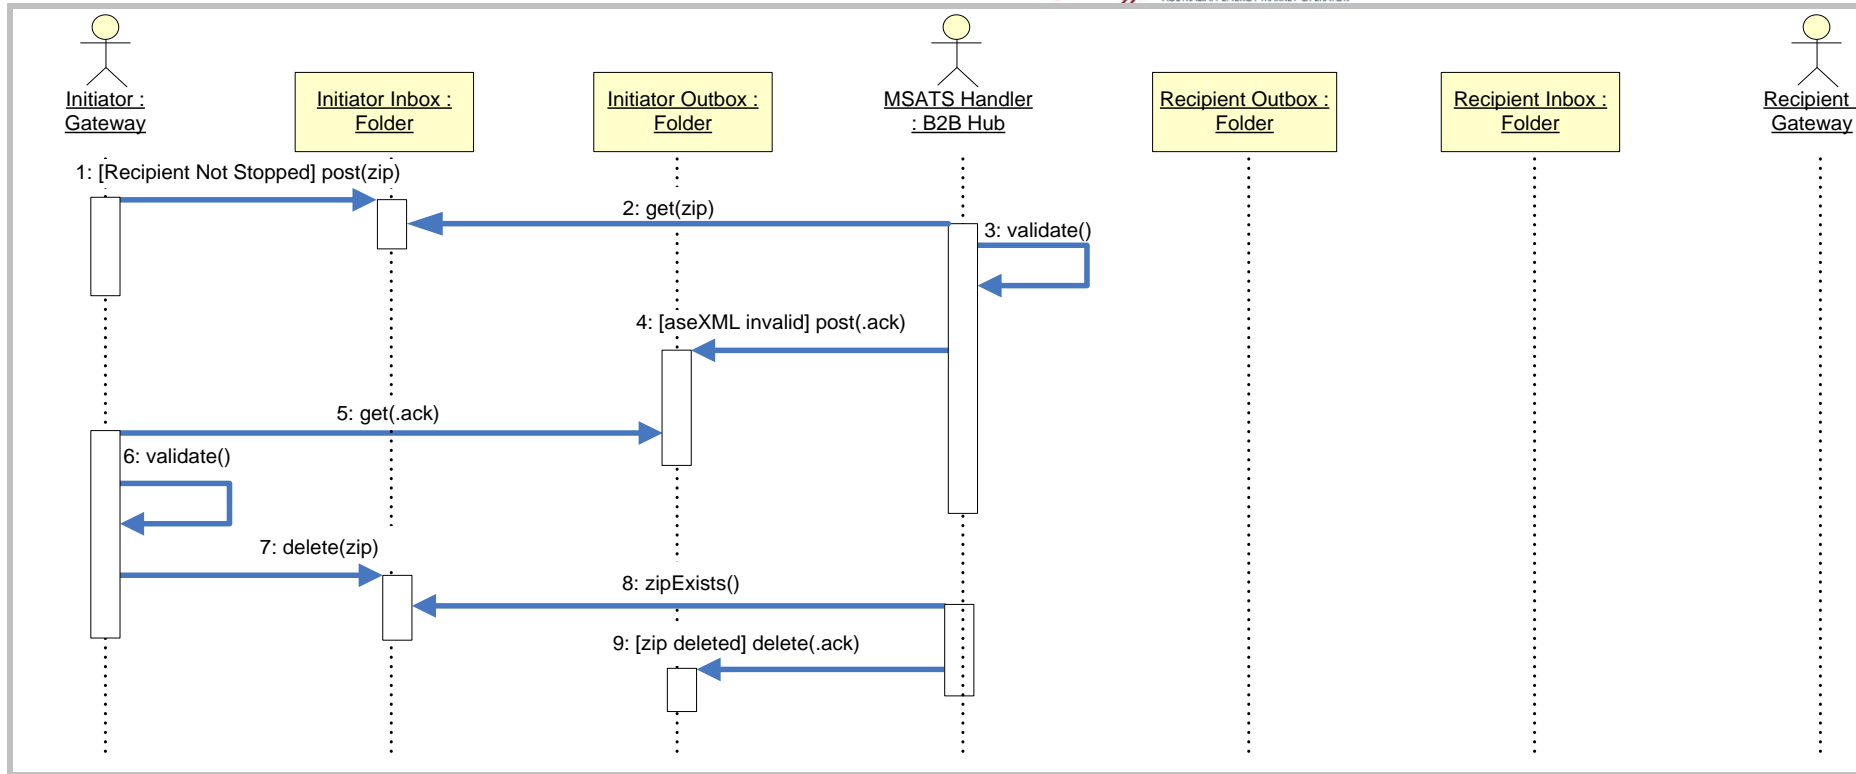 Initiator :
Gateway
Initiator Inbox :
Folder
Initiator Outbox :
Folder
MSATS Handler
: B2B Hub
Recipient Outbox :
Folder
Recipient Inbox :
Folder
Recipient
Gateway
1: [Recipient Not Stopped] post(zip)
2: get(zip)
3: validate()
4: [aseXML invalid] post(.ack)
5: get(.ack)
6: validate()
7: delete(zip)
8: zipExists()
9: [zip deleted] delete(.ack)